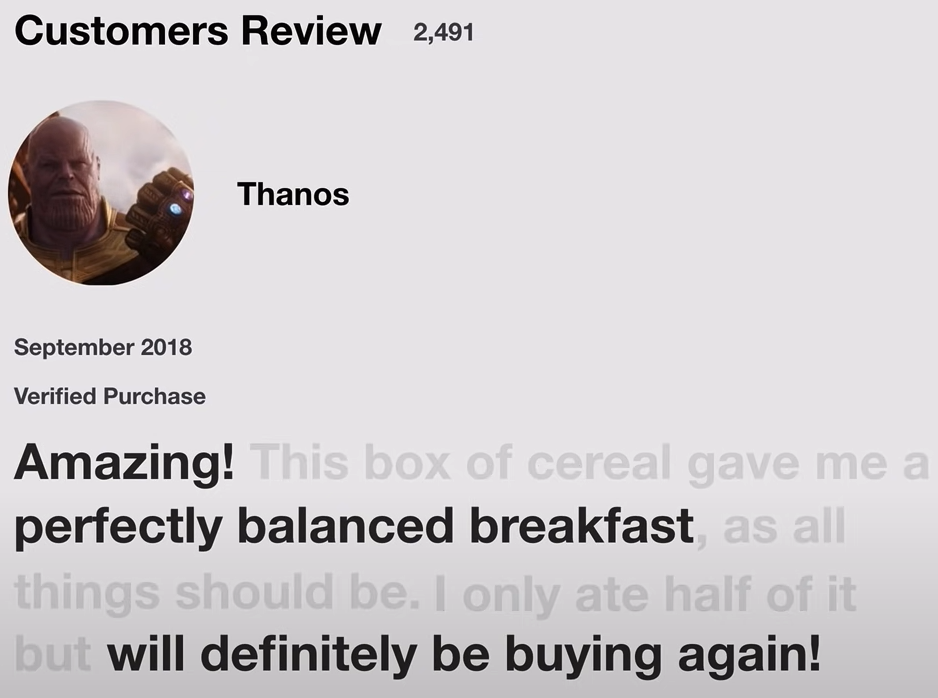 Customers Review 2,491
Thanos
September 2018
Verified Purchase
Amazing! This box of cereal gave me a
perfectly balanced breakfast, as all
things should be. I only ate half of it
but will definitely be buying again!